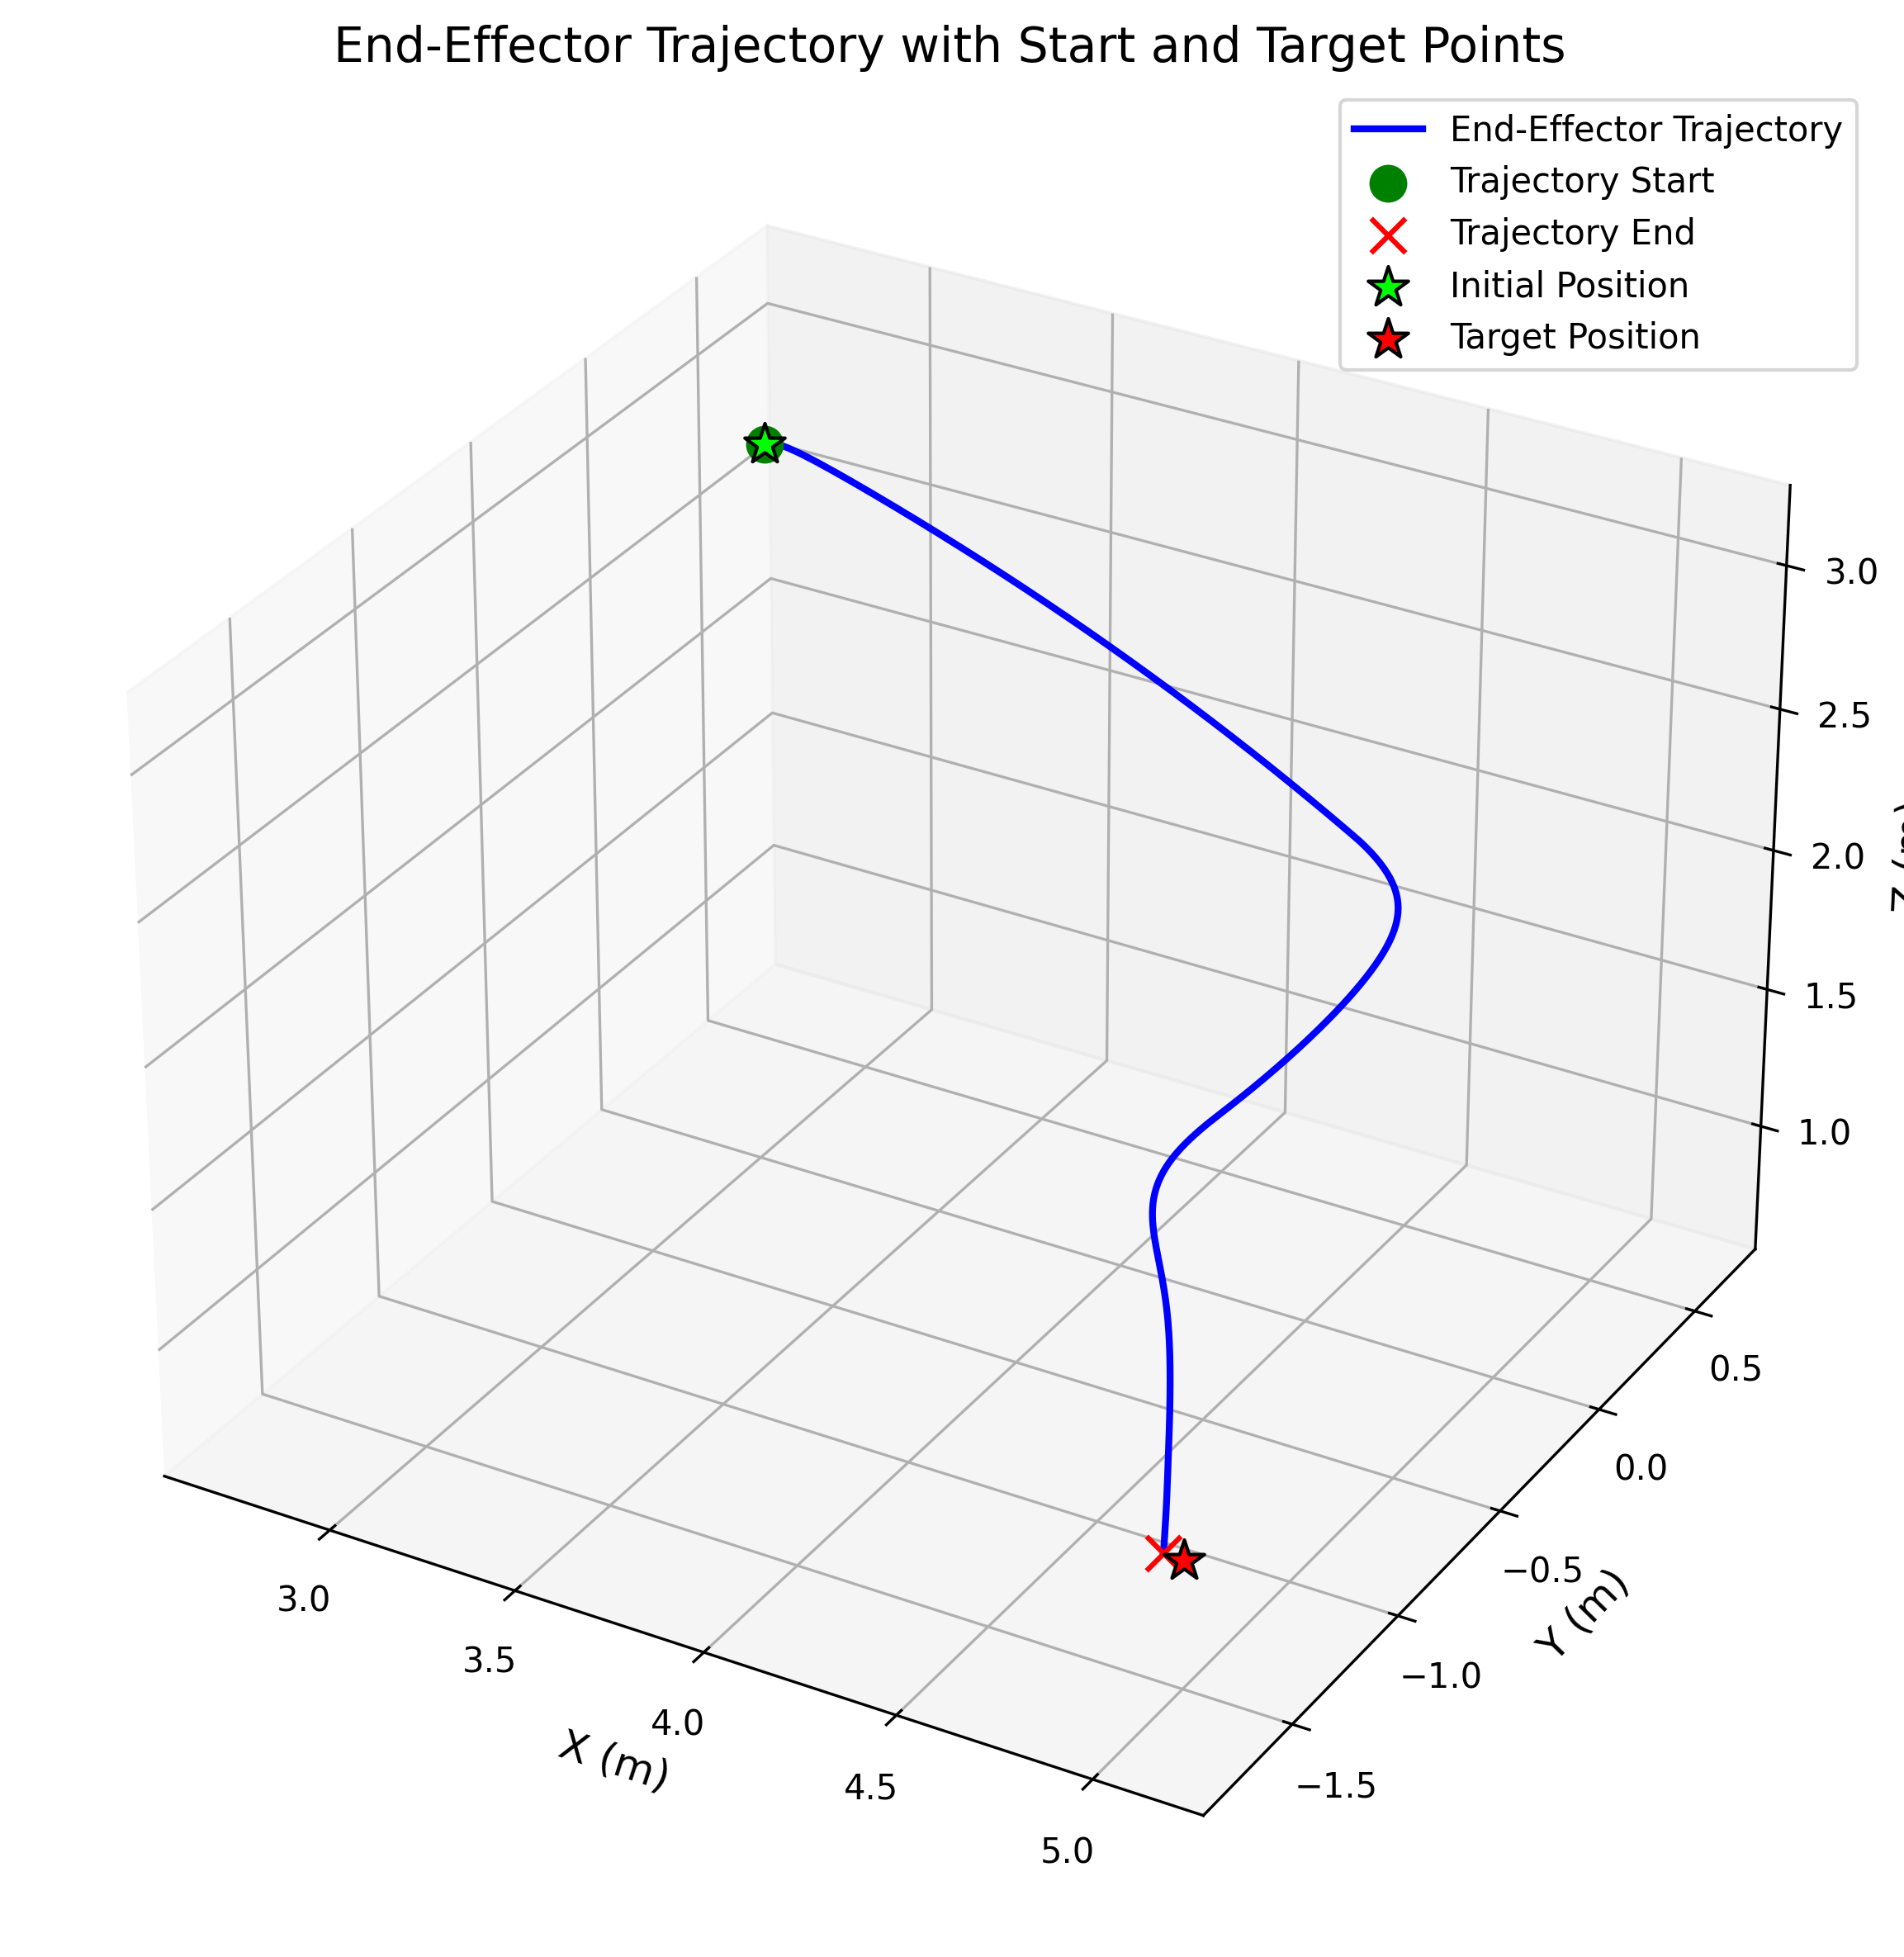 End-Effector Trajectory with Start and Target Points
End-Effector Trajectory
Trajectory Start
Trajectory End
Initial Position
Target Position
3.0
2.5
2.0
1.5
1.0
0.5
0.0
−0.5
−1.0
−1.5
Y (m)
3.0
3.5
4.0
4.5
5.0
X (m)